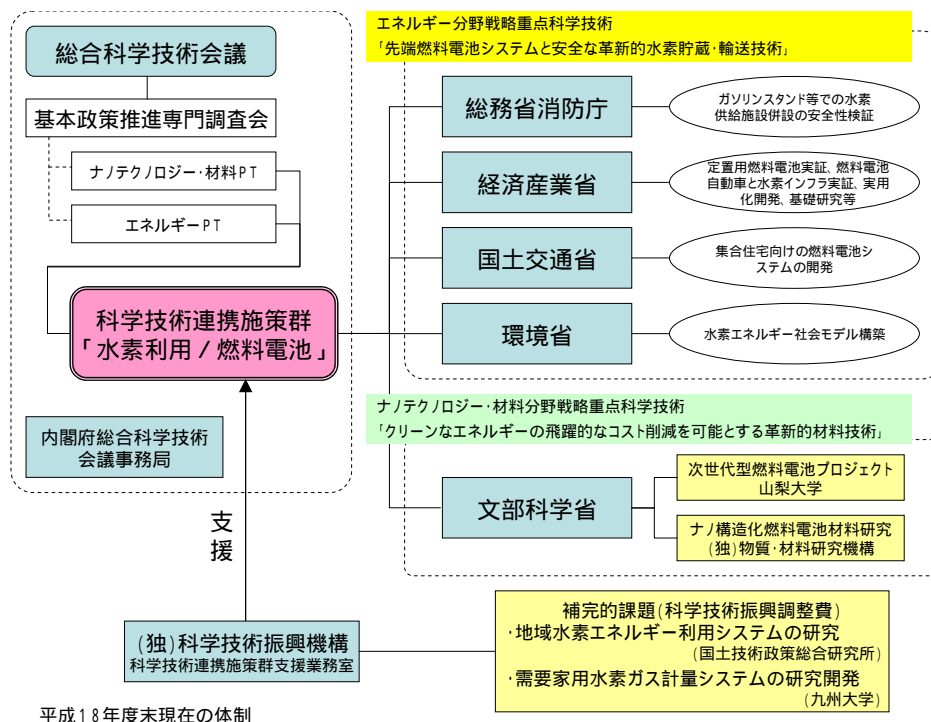 総合科学技術会議
基本政策推進専門調査会
ナノテクノロジー・材料PT
エネルギーPT
科学技術連携施策群
「水素利用/燃料電池」
内閣府総合科学技術
会議事務局
支
援
(独)科学技術振興機構
科学技術連携施策群支援業務室
平成18年度末現在の体制
エネルギー分野戦略重点科学技術
「先端燃料電池システムと安全な革新的水素貯蔵・輸送技術」
総務省消防庁
ガソリンスタンド等での水素
供給施設併設の安全性検証
経済産業省
定置用燃料電池実証、燃料電池
自動車と水素インフラ実証、実用
化開発、基礎研究等
国土交通省
集合住宅向けの燃料電池シ
ステムの開発
環境省
水素エネルギー社会モデル構築
ナノテクノロジー・材料分野戦略重点科学技術
「クリーンなエネルギーの飛躍的なコスト削減を可能とする革新的材料技術」
文部科学省
次世代型燃料電池プロジェクト
山梨大学
ナノ構造化燃料電池材料研究
(独)物質・材料研究機構
補完的課題(科学技術振興調整費)
・地域水素エネルギー利用システムの研究
(国土技術政策総合研究所)
・需要家用水素ガス計量システムの研究開発
(九州大学)